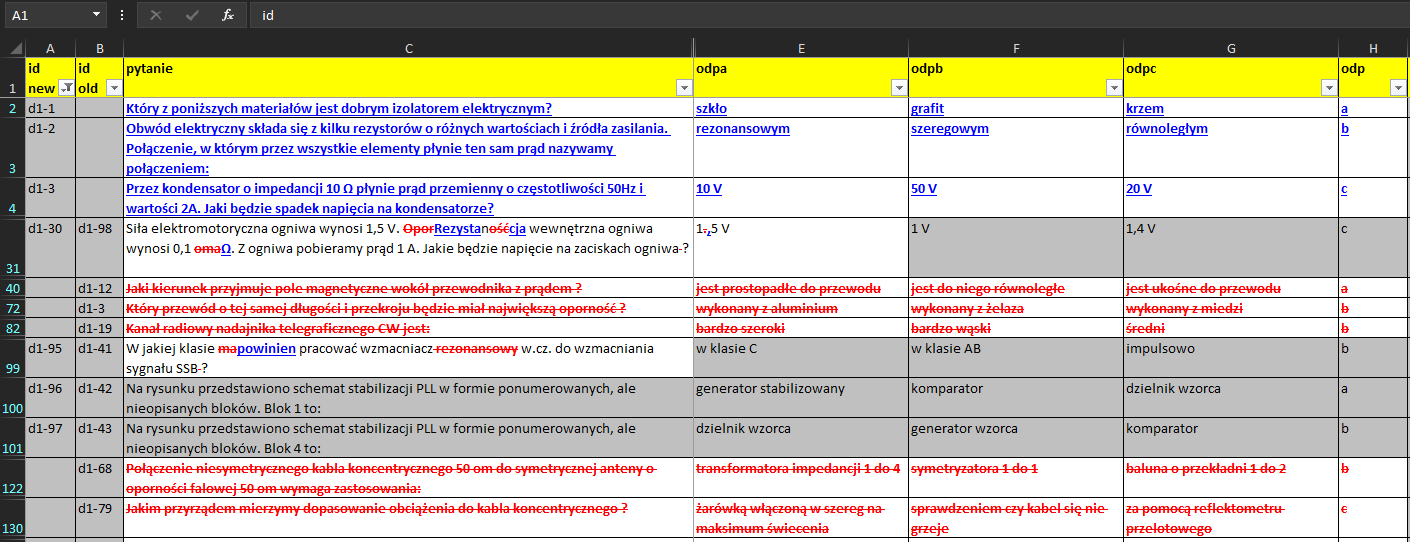 A1 fx id
A B C E F G H
1 id new id old pytanie odpa odpb odpc odp
2 d1-1 Który z poniższych materiałów jest dobrym izolatorem elektrycznym? szkło grafit krzem a
3 d1-2 Obwód elektryczny składa się z kilku rezystorów o różnych wartościach i źródła zasilania. rezonansowym szeregowym równoległym b
Połączenie, w którym przez wszystkie elementy płynie ten sam prąd nazywamy
połączeniem:
4 d1-3 Przez kondensator o impedancji 10 Ω płynie prąd przemienny o częstotliwości 50Hz i 10 V 50 V 20 V c
wartości 2A. Jaki będzie spadek napięcia na kondensatorze?
31 d1-30 d1-98 Siła elektromotoryczna ogniwa wynosi 1,5 V. OporRezystanośćcja wewnętrzna ogniwa 1.,5 V 1 V 1,4 V c
wynosi 0,1 omaΩ. Z ogniwa pobieramy prąd 1 A. Jakie będzie napięcie na zaciskach ogniwa ?
40 d1-12 Jaki kierunek przyjmuje pole magnetyczne wokół przewodnika z prądem ? jest prostopadłe do przewodu jest do niego równoległe jest ukośne do przewodu a
72 d1-3 Który przewód o tej samej długości i przekroju będzie miał największą oporność ? wykonany z aluminium wykonany z żelaza wykonany z miedzi b
82 d1-19 Kanał radiowy nadajnika telegraficznego CW jest: bardzo szeroki bardzo wąski średni b
99 d1-95 d1-41 W jakiej klasie mapowinien pracować wzmacniacz rezonansowy w.cz. do wzmacniania w klasie C w klasie AB impulsowo b
sygnału SSB ?
100 d1-96 d1-42 Na rysunku przedstawiono schemat stabilizacji PLL w formie ponumerowanych, ale generator stabilizowany komparator dzielnik wzorca a
nieopisanych bloków. Blok 1 to:
101 d1-97 d1-43 Na rysunku przedstawiono schemat stabilizacji PLL w formie ponumerowanych, ale dzielnik wzorca generator wzorca komparator b
nieopisanych bloków. Blok 4 to:
122 d1-68 Połączenie niesymetrycznego kabla koncentrycznego 50 om do symetrycznej anteny o transformatora impedancji 1 do 4 symetryzatora 1 do 1 baluna o przekładni 1 do 2 b
oporności falowej 50 om wymaga zastosowania:
130 d1-79 Jakim przyrządem mierzymy dopasowanie obciążenia do kabla koncentrycznego ? żarówką włączoną w szereg na sprawdzeniem czy kabel się nie za pomocą reflektometru c
maksimum świecenia grzeje przelotowego